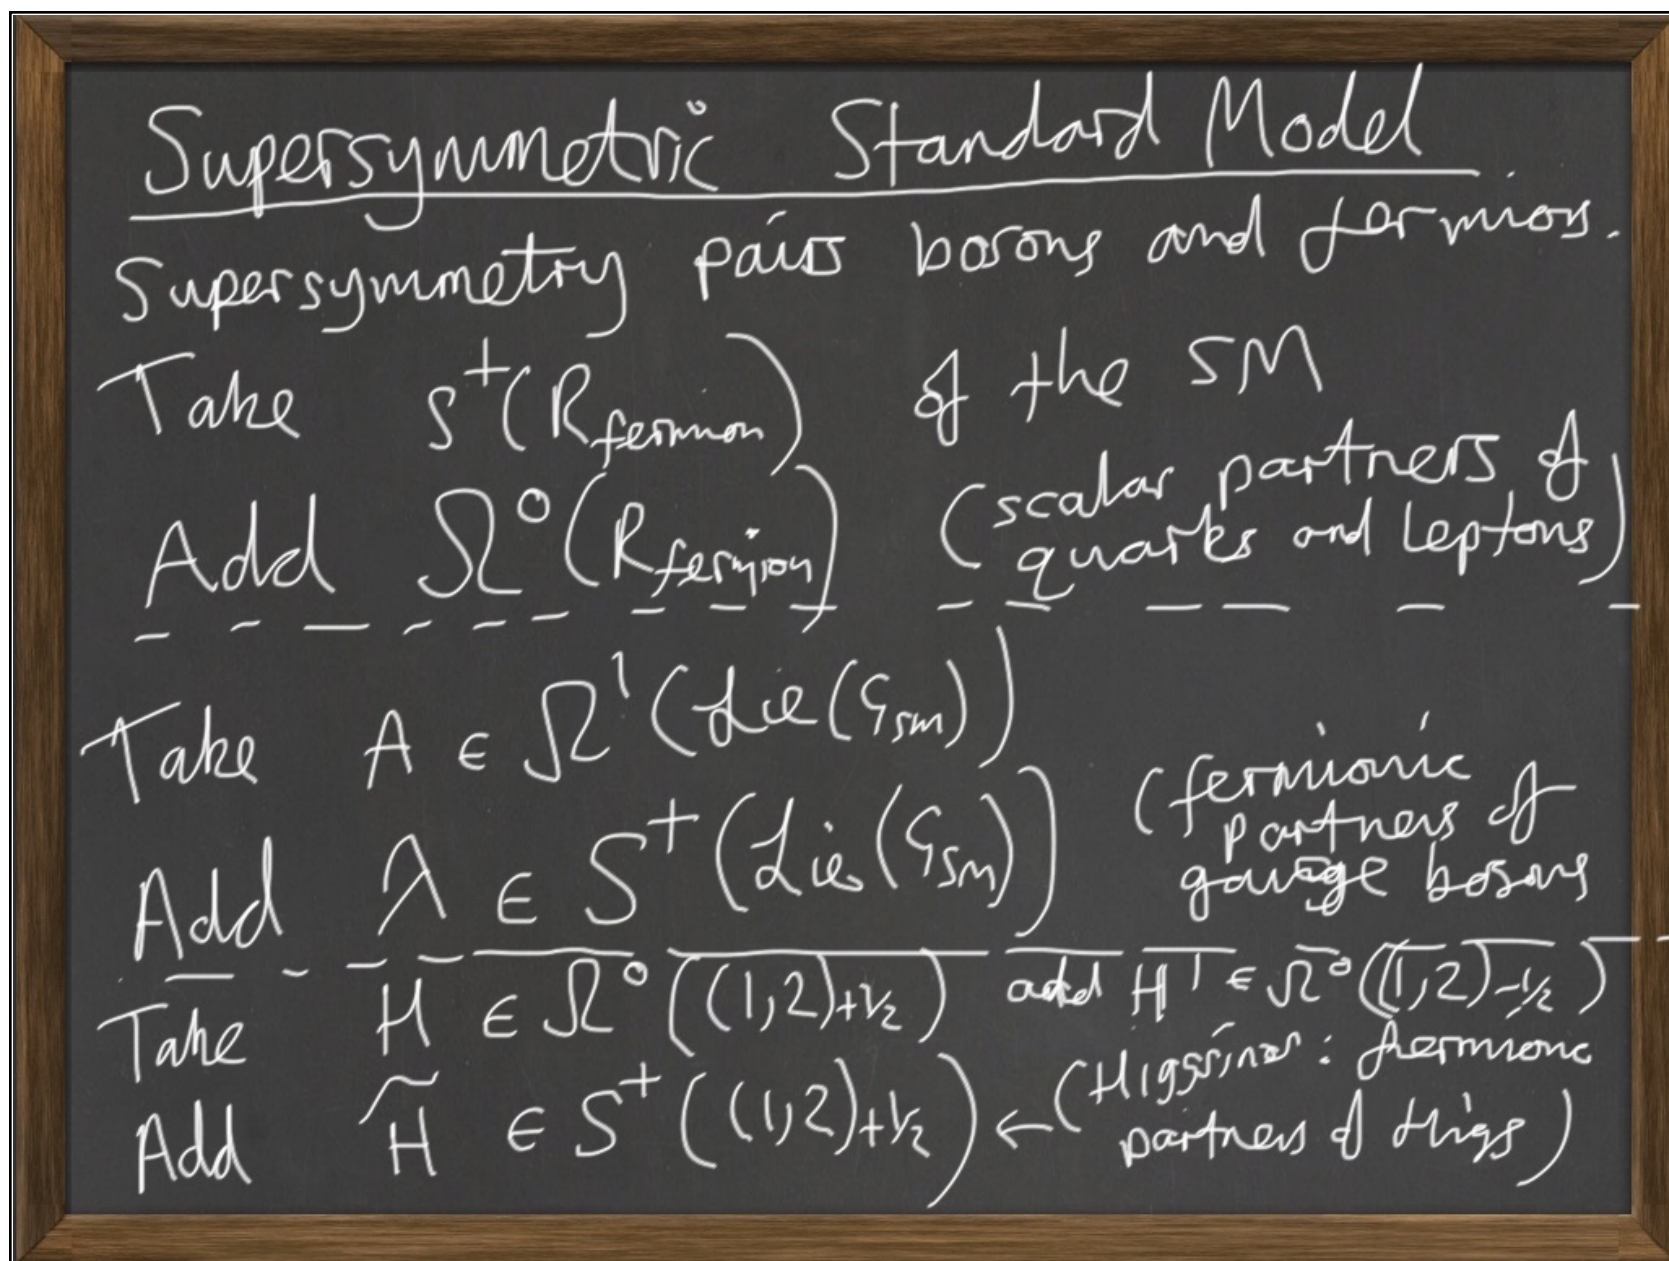 Supersymmetric Standard Model
Supersymmetry pairs bosons and fermions.
Take S⁺(R_fermion) of the SM
Add Ω⁰(R_fermion) (scalar partners of quarks and leptons)
Take A ∈ Ω¹(Lie(G_SM))
Add λ ∈ S⁺(Lie(G_SM)) (fermionic partners of gauge bosons
Take H ∈ Ω⁰((1,2)+1/2) add H' ∈ Ω⁰((1,2)-1/2)
Add H̃ ∈ S⁺((1,2)+1/2) ← (Higgsinos: fermionic partners of Higgs)